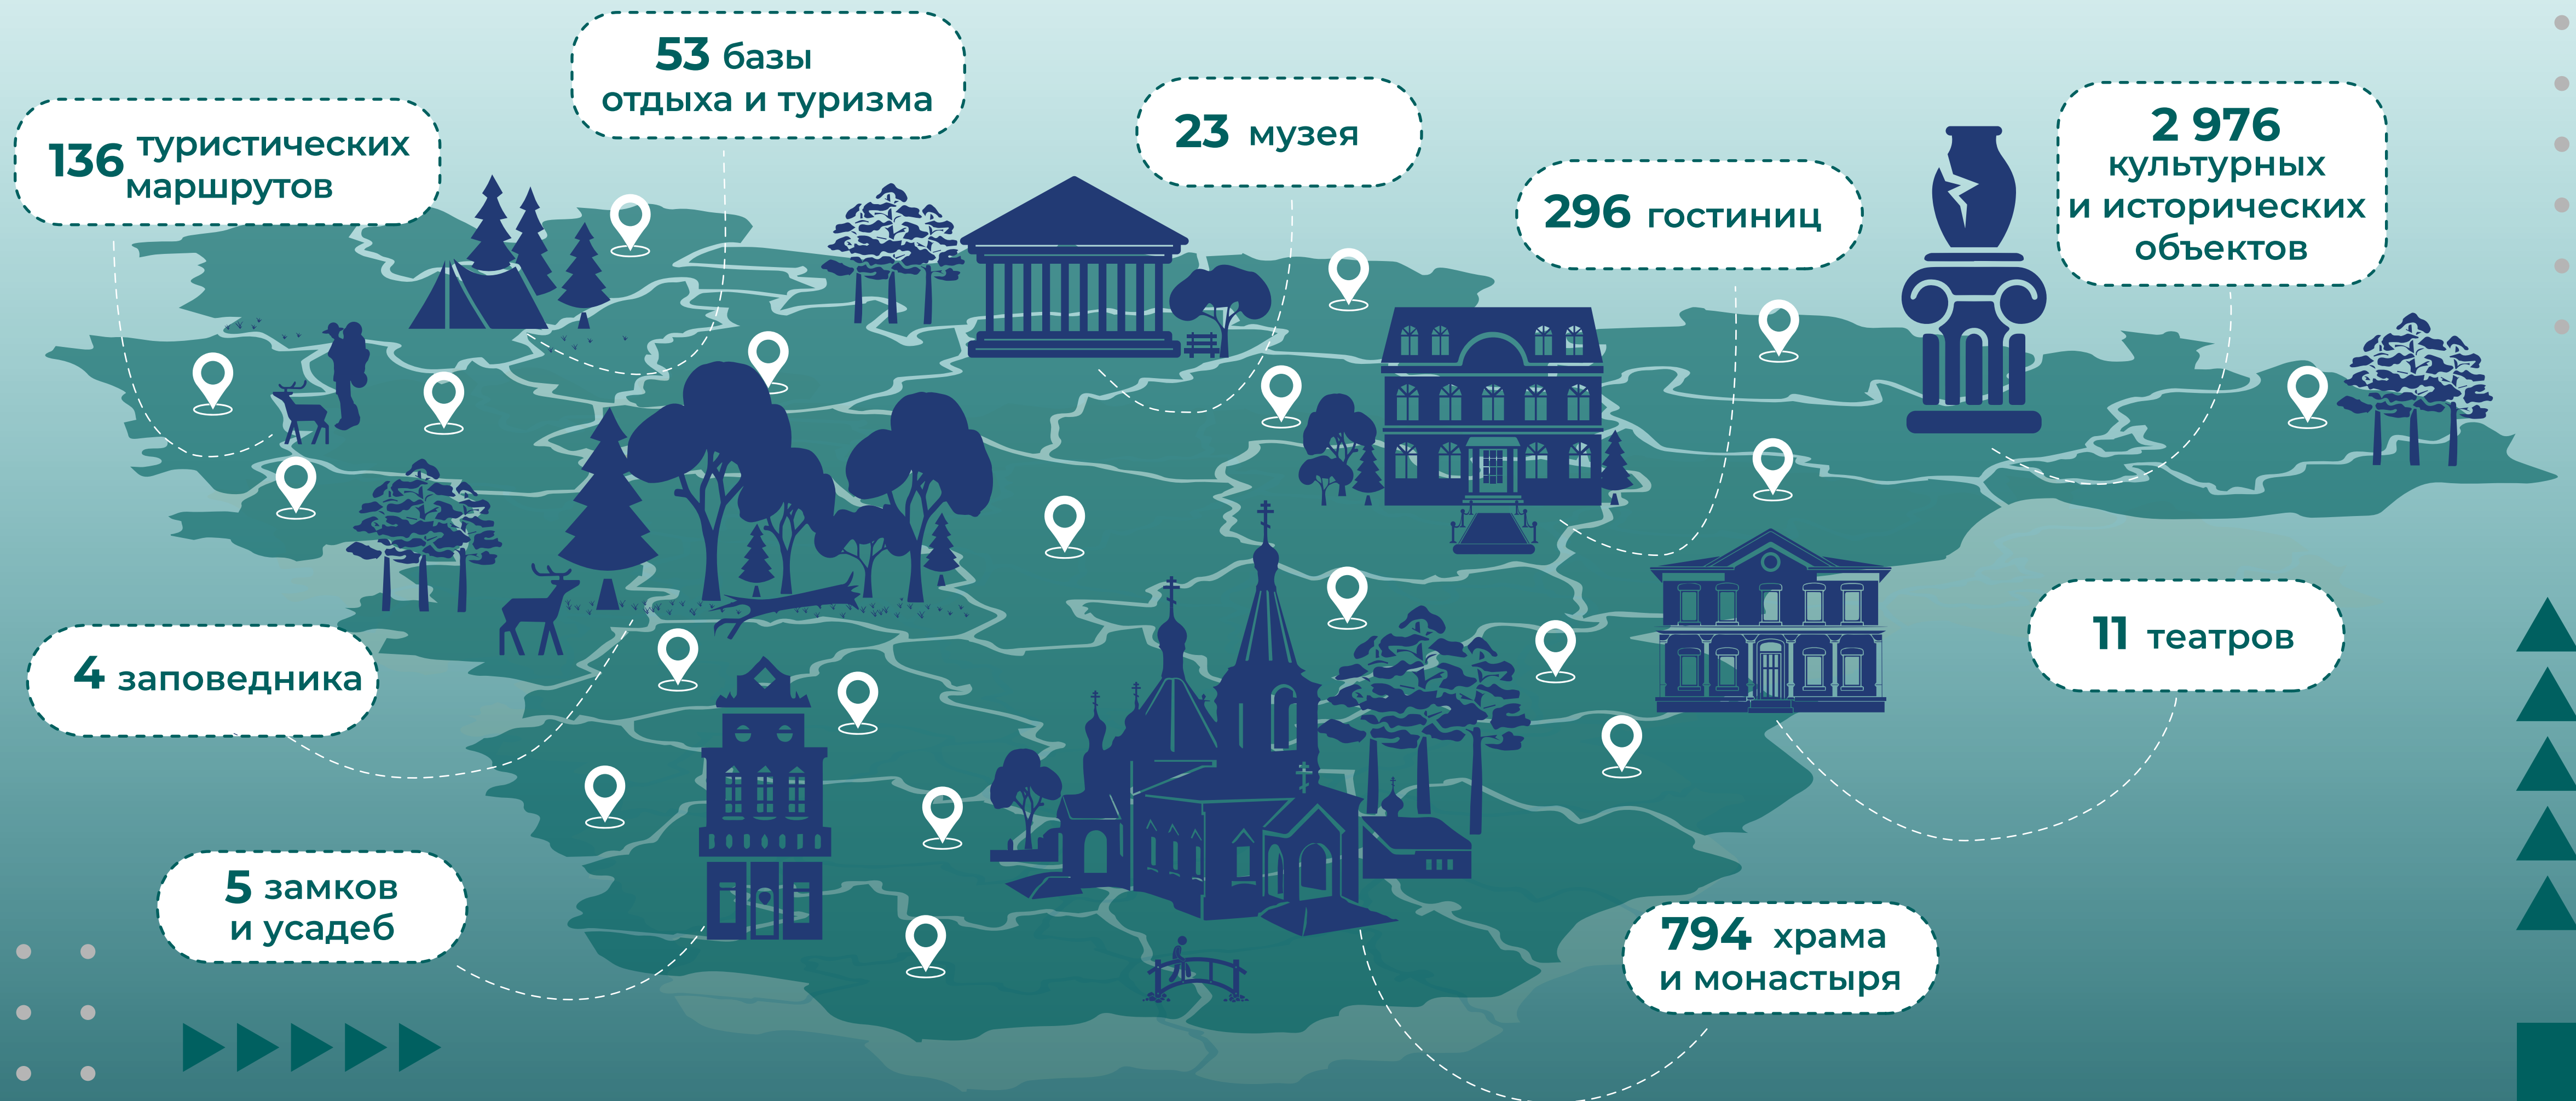 53 базы
отдыха и туризма
136 туристических
маршрутов
23 музея
2 976
культурных
и исторических
объектов
296 гостиниц
11 театров
4 заповедника
5 замков
и усадеб
794 храма
и монастыря